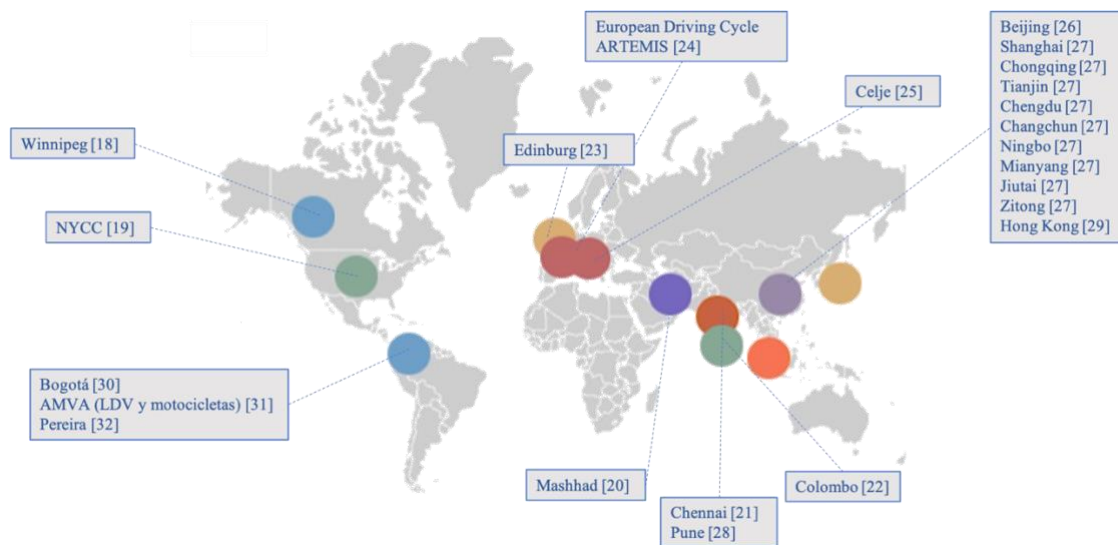 European Driving Cycle
ARTEMIS [24]
Beijing [26]
Shanghai [27]
Chongqing [27]
Tianjin [27]
Chengdu [27]
Changchun [27]
Ningbo [27]
Mianyang [27]
Jiutai [27]
Zitong [27]
Hong Kong [29]
Celje [25]
Winnipeg [18]
Edinburg [23]
NYCC [19]
Bogotá [30]
AMVA (LDV y motocicletas) [31]
Pereira [32]
Mashhad [20]
Colombo [22]
Chennai [21]
Pune [28]